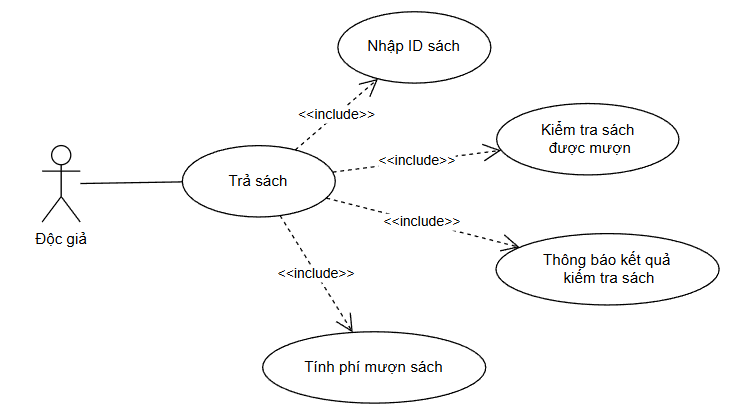 Nhập ID sách
<<include>>
Kiểm tra sách
được mượn
<<include>>
Trả sách
Độc giả
<<include>>
Thông báo kết quả
kiểm tra sách
<<include>>
Tính phí mượn sách